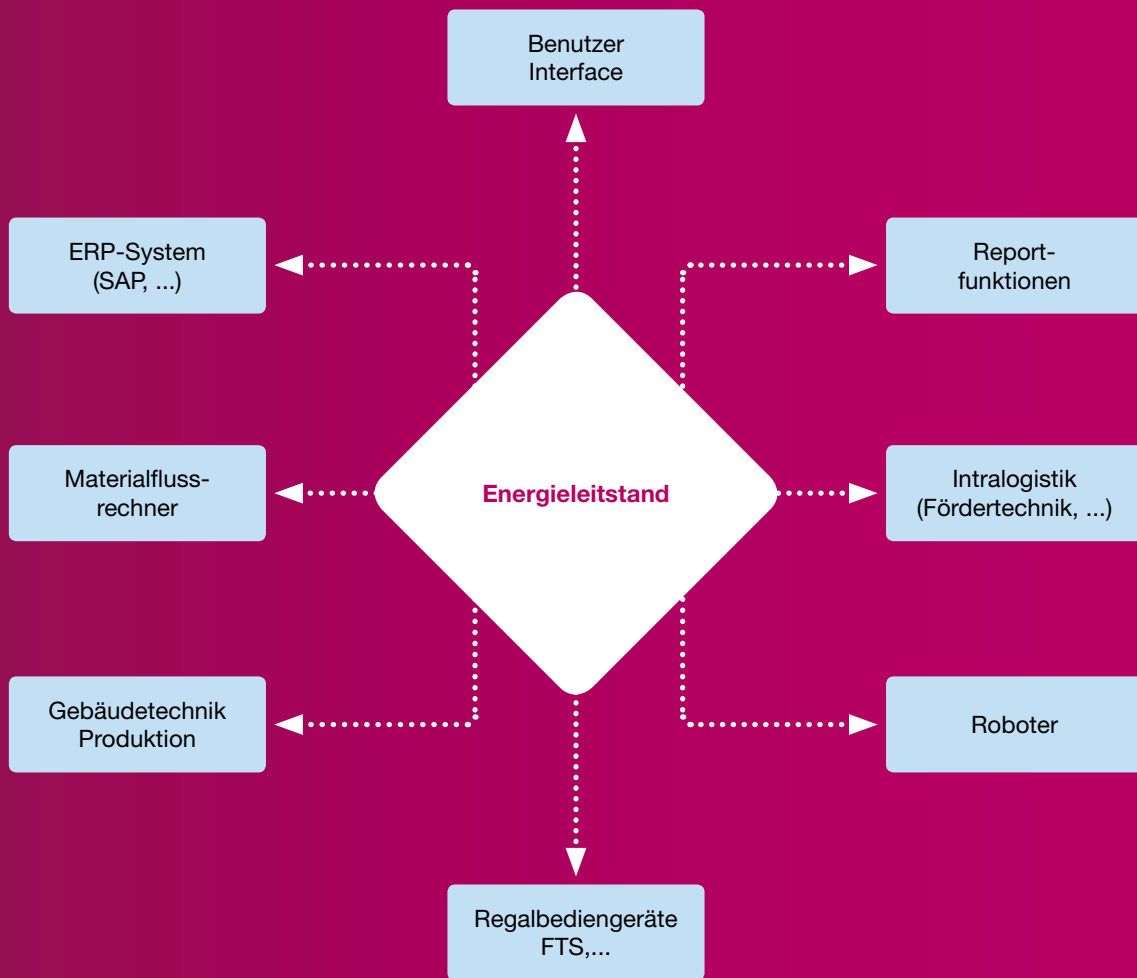 Benutzer
Interface
ERP-System
(SAP, ...)
Report-
funktionen
Materialfluss-
rechner
Energieleitstand
Intralogistik
(Fördertechnik, ...)
Gebäudetechnik
Produktion
Roboter
Regalbediengeräte
FTS,...